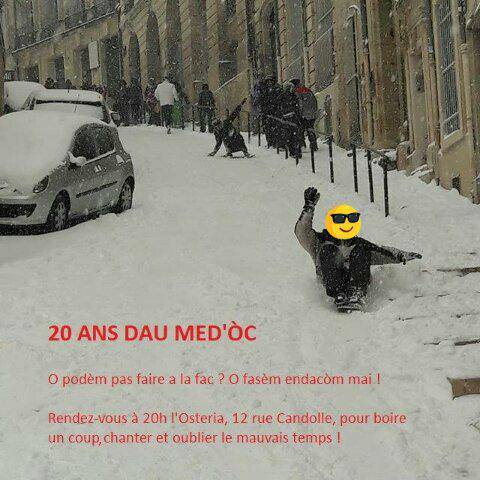 20 ANS DAU MED'ÒC
O podèm pas faire a la fac ? O fasèm endacòm mai !
Rendez-vous à 20h l'Osteria, 12 rue Candolle, pour boire
un coup,chanter et oublier le mauvais temps !